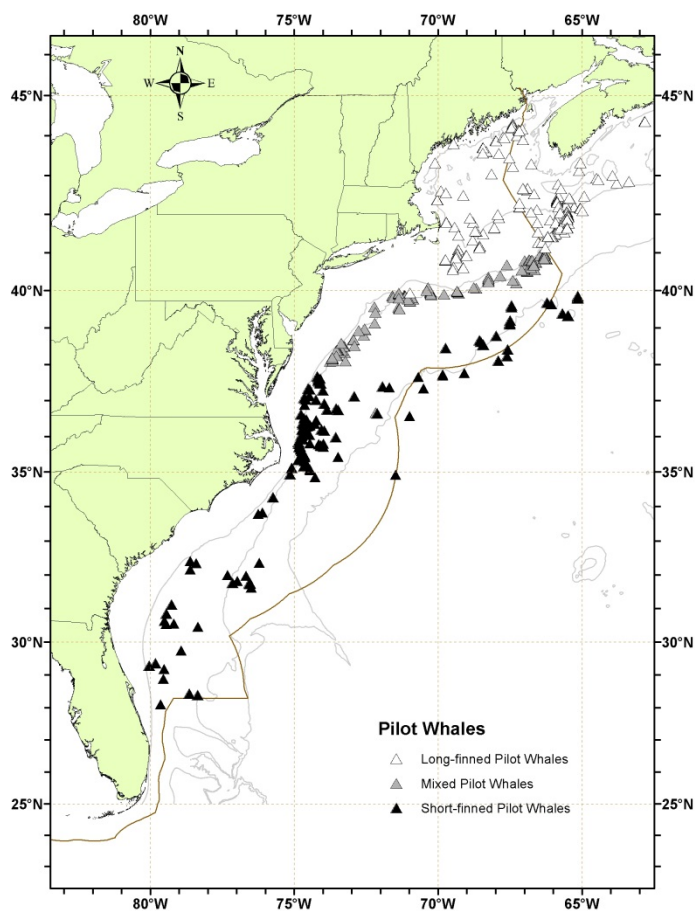 80°W 75°W 70°W 65°W
N
W E
S
45°N 45°N
40°N 40°N
35°N 35°N
30°N 30°N
Pilot Whales
Long-finned Pilot Whales
Mixed Pilot Whales
Short-finned Pilot Whales
25°N 25°N
80°W 75°W 70°W 65°W